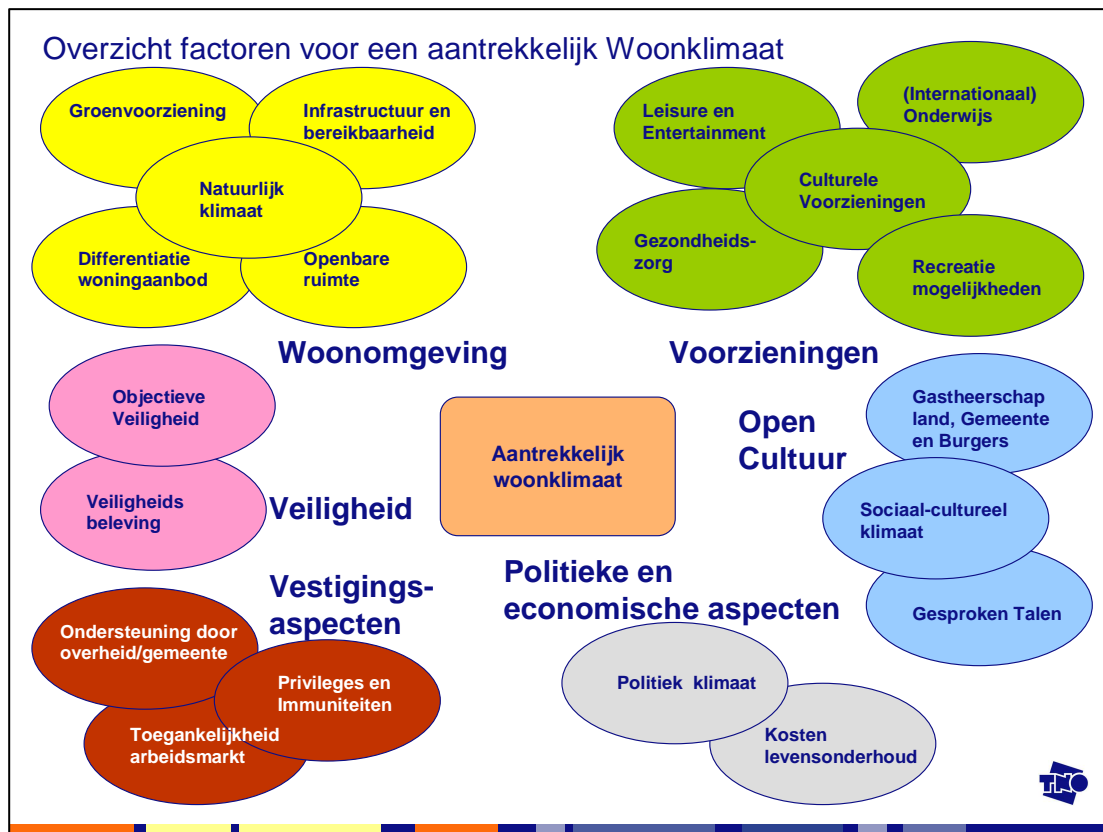 Overzicht factoren voor een aantrekkelijk Woonklimaat
Groenvoorziening
Infrastructuur en
bereikbaarheid
Natuurlijk
klimaat
Differentiatie
woningaanbod
Openbare
ruimte
Leisure en
Entertainment
(Internationaal)
Onderwijs
Culturele
Voorzieningen
Gezondheids-
zorg
Recreatie
mogelijkheden
Woonomgeving
Voorzieningen
Objectieve
Veiligheid
Veiligheids
beleving
Veiligheid
Aantrekkelijk
woonklimaat
Open
Cultuur
Gastheerschap
land, Gemeente
en Burgers
Sociaal-cultureel
klimaat
Gesproken Talen
Vestigings-
aspecten
Ondersteuning door
overheid/gemeente
Privileges en
Immuniteiten
Toegankelijkheid
arbeidsmarkt
Politieke en
economische aspecten
Politiek klimaat
Kosten
levensonderhoud
TNO